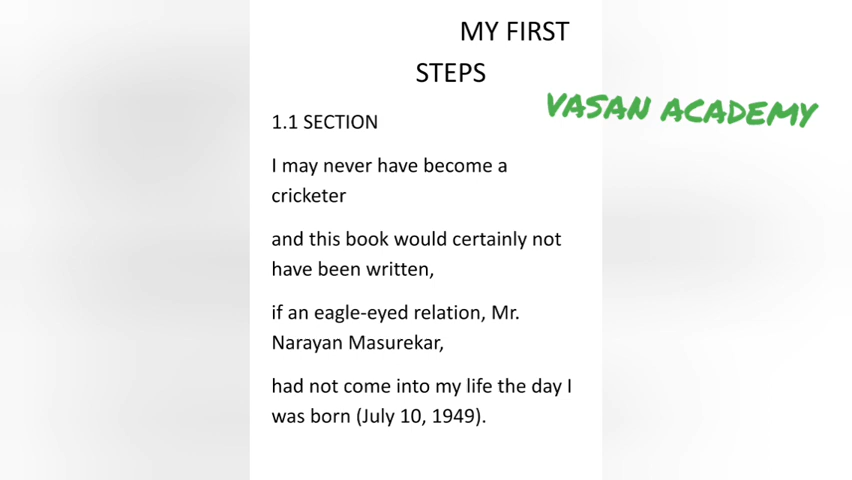 MY FIRST
STEPS
VASAN ACADEMY
1.1 SECTION
I may never have become a
cricketer
and this book would certainly not
have been written,
if an eagle-eyed relation, Mr.
Narayan Masurekar,
had not come into my life the day I
was born (July 10, 1949).